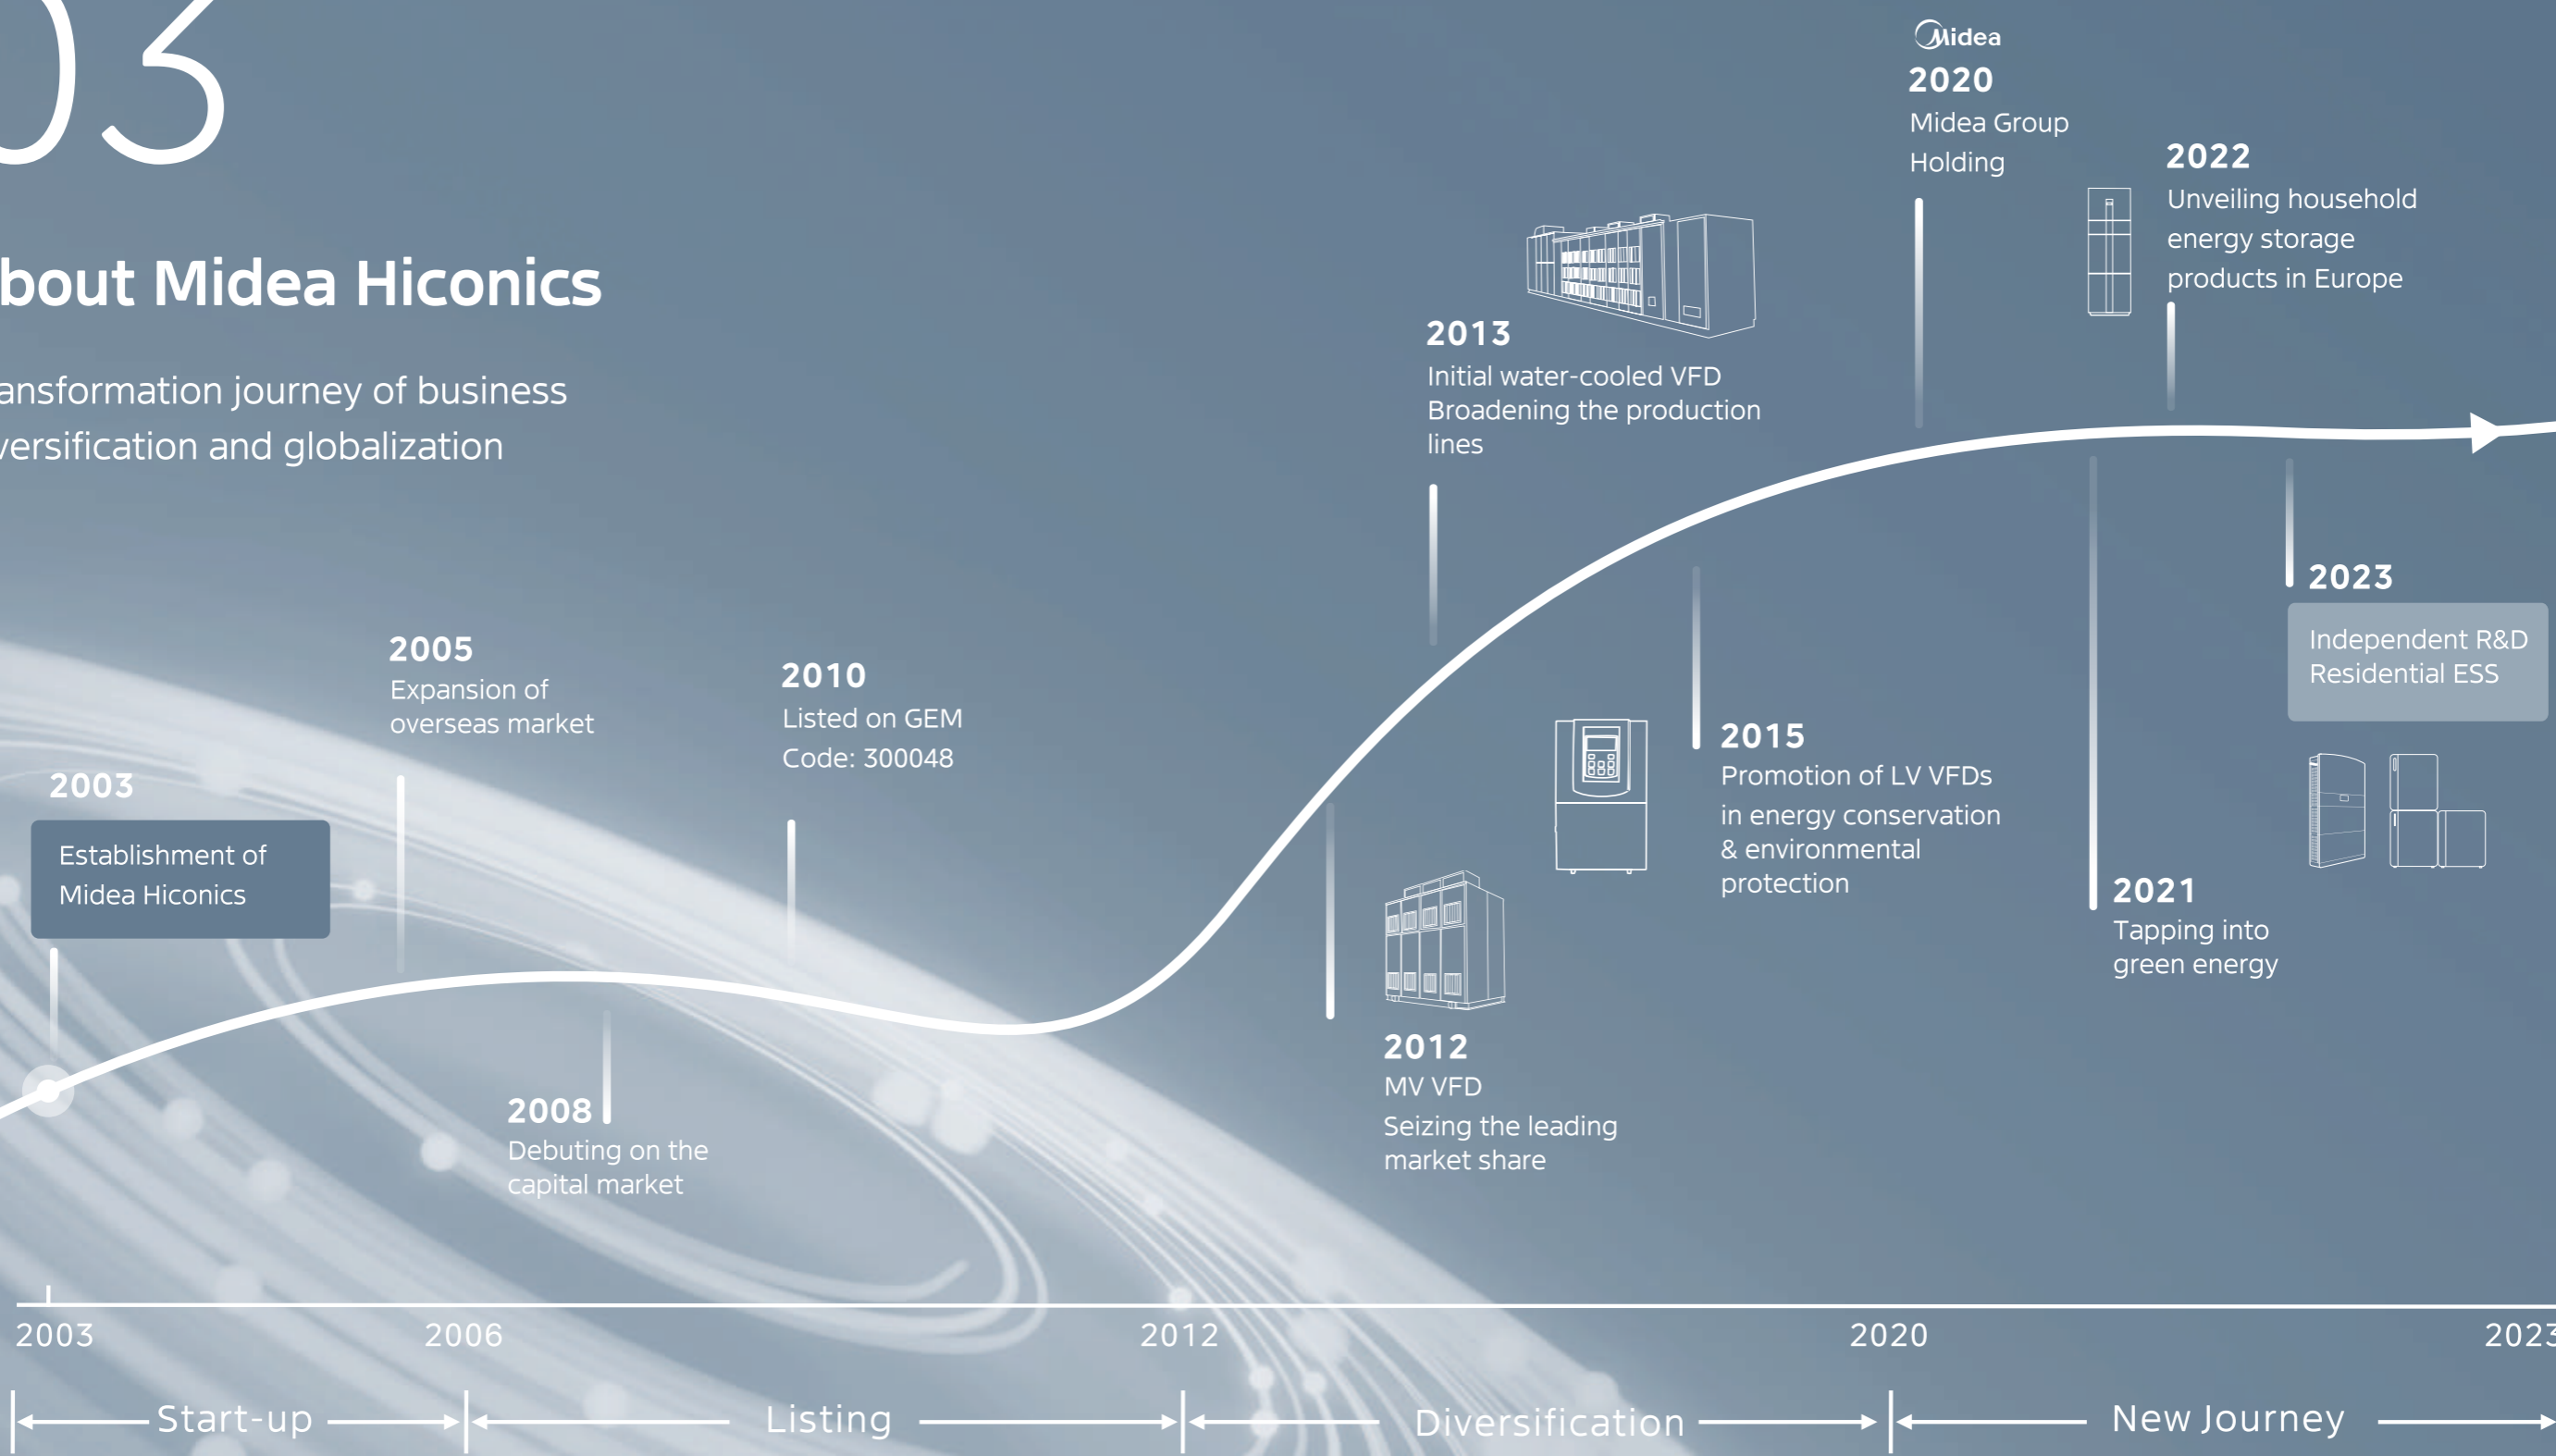 03
bout Midea Hiconics
ansformation journey of business
versification and globalization
2003
Establishment of
Midea Hiconics
2005
Expansion of
overseas market
2008
Debuting on the
capital market
2010
Listed on GEM
Code: 300048
2012
MV VFD
Seizing the leading
market share
2013
Initial water-cooled VFD
Broadening the production
lines
2015
Promotion of LV VFDs
in energy conservation
& environmental
protection
Midea
2020
Midea Group
Holding
2021
Tapping into
green energy
2022
Unveiling household
energy storage
products in Europe
2023
Independent R&D
Residential ESS
2003 2006 2012 2020 2023
Start-up Listing Diversification New Journey